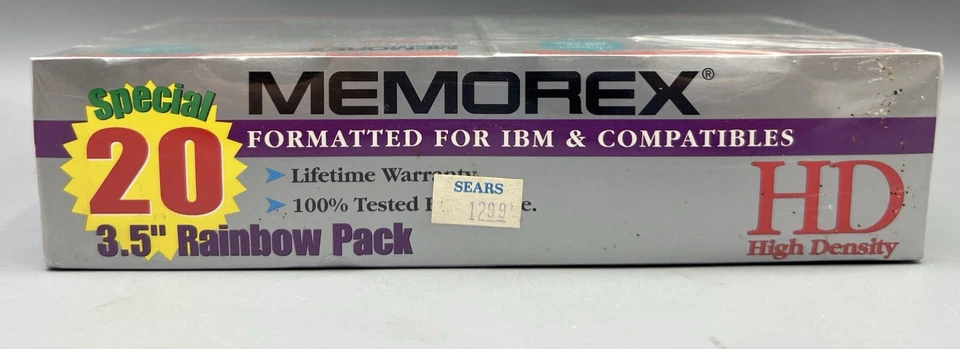 MEMOREX
MEMOREX®
Special
20
3.5" Rainbow Pack
FORMATTED FOR IBM & COMPATIBLES
Lifetime Warranty.
100% Tested
SEARS
1299
HD
High Density